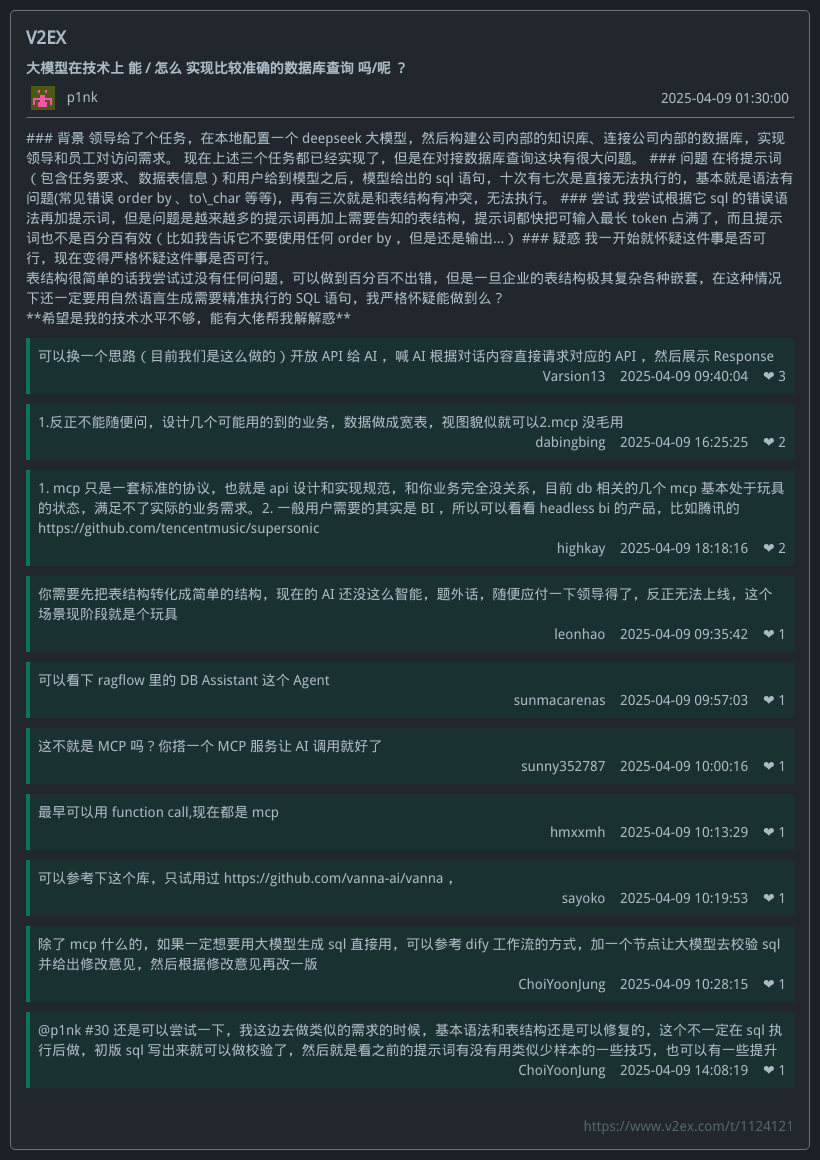 V2EX
大模型在技术上 能 / 怎么 实现比较准确的数据库查询 吗/呢 ？
p1nk
2025-04-09 01:30:00
### 背景 领导给了个任务，在本地配置一个 deepseek 大模型，然后构建公司内部的知识库、连接公司内部的数据库，实现
领导和员工对访问需求。 现在上述三个任务都已经实现了，但是在对接数据库查询这块有很大问题。 ### 问题 在将提示词
（包含任务要求、数据表信息）和用户给到模型之后，模型给出的 sql 语句，十次有七次是直接无法执行的，基本就是语法有
问题(常见错误 order by 、to\_char 等等)，再有三次就是和表结构有冲突，无法执行。 ### 尝试 我尝试根据它 sql 的错误语
法再加提示词，但是问题是越来越多的提示词再加上需要告知的表结构，提示词都快把可输入最长 token 占满了，而且提示
词也不是百分百有效（比如我告诉它不要使用任何 order by ，但是还是输出...）### 疑惑 我一开始就怀疑这件事是否可
行，现在变得严格怀疑这件事是否可行。
表结构很简单的话我尝试过没有任何问题，可以做到百分百不出错，但是一旦企业的表结构极其复杂各种嵌套，在这种情况
下还一定要用自然语言生成需要精准执行的 SQL 语句，我严格怀疑能做到么？
**希望是我的技术水平不够，能有大佬帮我解解惑**
可以换一个思路（目前我们是这么做的）开放 API 给 AI ，喊 AI 根据对话内容直接请求对应的 API ，然后展示 Response
Varsion13 2025-04-09 09:40:04 ❤ 3
1.反正不能随便问，设计几个可能用的到的业务，数据做成宽表，视图貌似就可以2.mcp 没毛用
dabingbing 2025-04-09 16:25:25 ❤ 2
1. mcp 只是一套标准的协议，也就是 api 设计和实现规范，和你业务完全没关系，目前 db 相关的几个 mcp 基本处于玩具
的状态，满足不了实际的业务需求。2. 一般用户需要的其实是 BI ，所以可以看看 headless bi 的产品，比如腾讯的
https://github.com/tencentmusic/supersonic
highkay 2025-04-09 18:18:16 ❤ 2
你需要先把表结构转化成简单的结构，现在的 AI 还没这么智能，题外话，随便应付一下领导得了，反正无法上线，这个
场景现阶段就是个玩具
leonhao 2025-04-09 09:35:42 ❤ 1
可以看下 ragflow 里的 DB Assistant 这个 Agent
sunmacarenas 2025-04-09 09:57:03 ❤ 1
这不就是 MCP 吗？你搭一个 MCP 服务让 AI 调用就好了
sunny352787 2025-04-09 10:00:16 ❤ 1
最早可以用 function call,现在都是 mcp
hmxxmh 2025-04-09 10:13:29 ❤ 1
可以参考下这个库，只试用过 https://github.com/vanna-ai/vanna ，
sayoko 2025-04-09 10:19:53 ❤ 1
除了 mcp 什么的，如果一定想要用大模型生成 sql 直接用，可以参考 dify 工作流的方式，加一个节点让大模型去校验 sql
并给出修改意见，然后根据修改意见再改一版
ChoiYoonJung 2025-04-09 10:28:15 ❤ 1
@p1nk #30 还是可以尝试一下，我这边去做类似的需求的时候，基本语法和表结构还是可以修复的，这个不一定在 sql 执
行后做，初版 sql 写出来就可以做校验了，然后就是看之前的提示词有没有用类似少样本的一些技巧，也可以有一些提升
ChoiYoonJung 2025-04-09 14:08:19 ❤ 1
https://www.v2ex.com/t/1124121